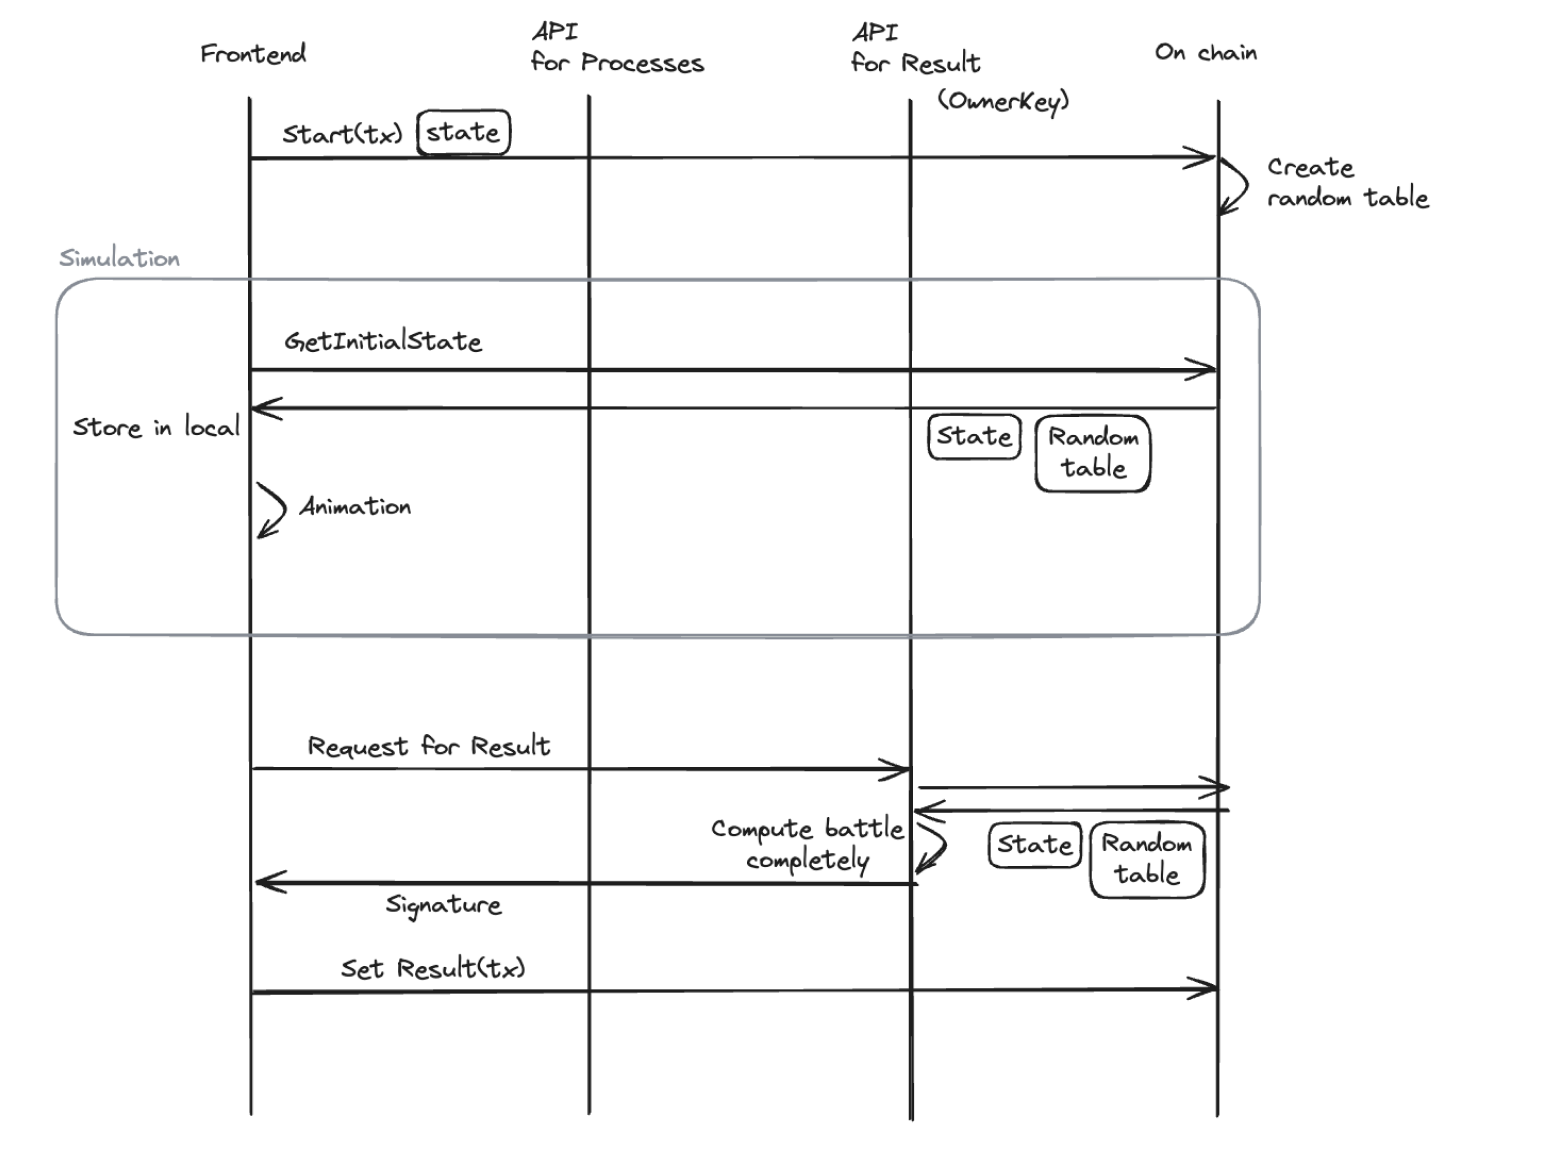 Frontend
API
for Processes
API
for Result
(OwnerKey)
On chain
Start(tx)
state
Create
random table
Simulation
GetInitialState
Store in local
State
Random
table
Animation
Request for Result
Compute battle
completely
State
Random
table
Signature
Set Result(tx)